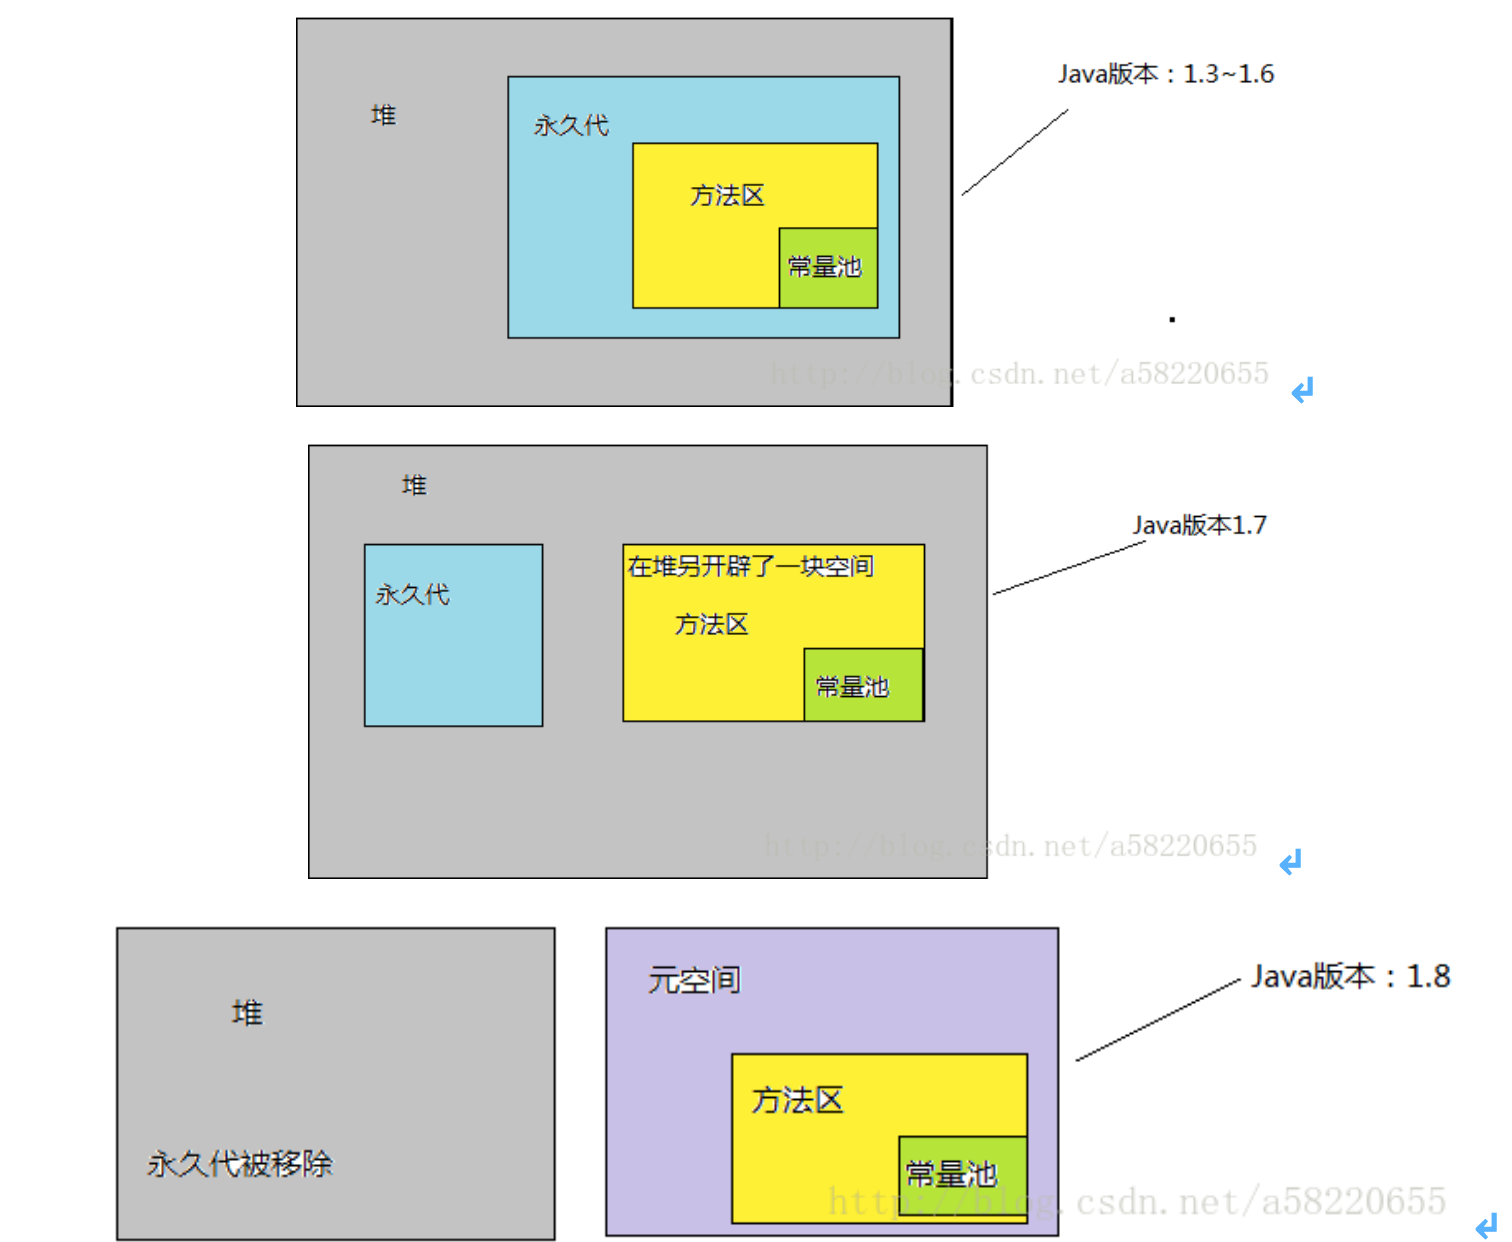 堆
永久代
方法区
常量池
Java版本：1.3~1.6
http://blog.csdn.net/a58220655
堆
永久代
在堆另开辟了一块空间
方法区
常量池
Java版本1.7
http://blog.csdn.net/a58220655
堆
永久代被移除
元空间
方法区
常量池
Java版本：1.8
http://blog.csdn.net/a58220655